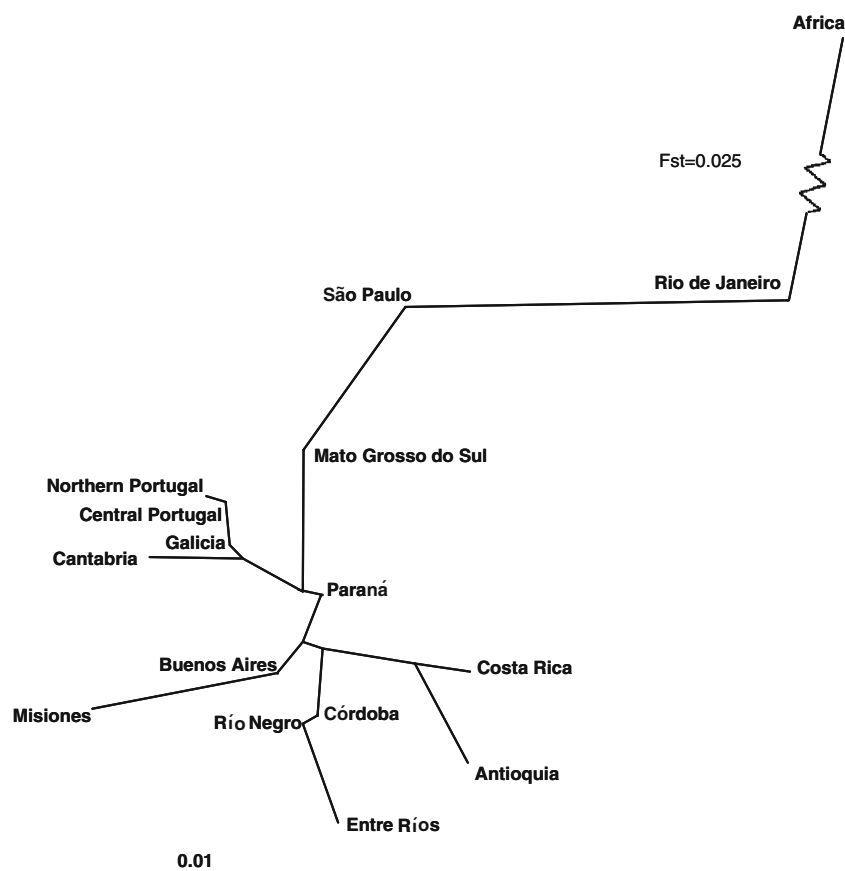 Africa
Fst=0.025
Rio de Janeiro
São Paulo
Mato Grosso do Sul
Northern Portugal
Central Portugal
Galicia
Cantabria
Paraná
Buenos Aires
Costa Rica
Misiones
Río Negro
Córdoba
Antioquia
Entre Ríos
0.01